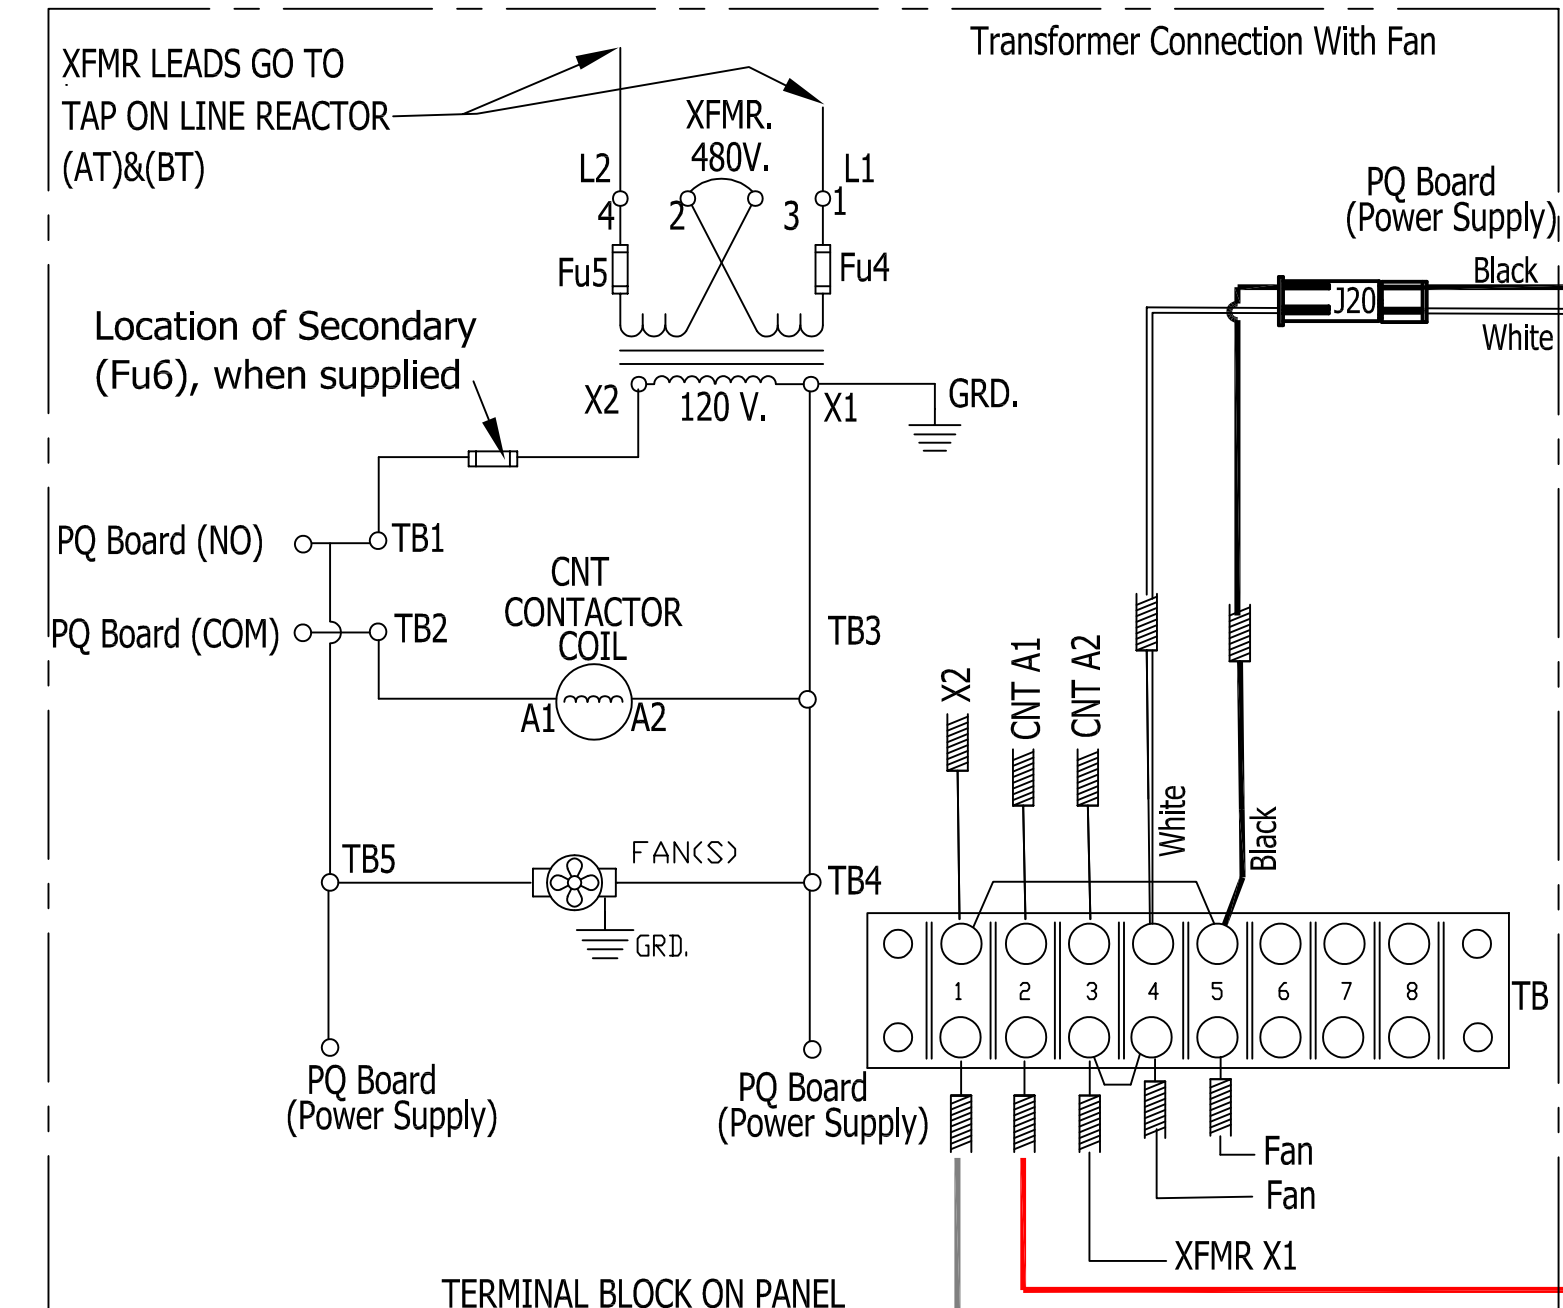 Transformer Connection With Fan
XFMR LEADS GO TO
TAP ON LINE REACTOR
(AT)&(BT)
XFMR.
480V.
L2
L1
4
2
3
1
Fu5
Fu4
PQ Board
(Power Supply)
Black
J20
White
Location of Secondary
(Fu6), when supplied
X2
120 V.
X1
GRD.
PQ Board (NO)
TB1
CNT
CONTACTOR
COIL
PQ Board (COM)
TB2
TB3
A1
A2
X2
CNT A1
CNT A2
White
Black
TB5
FAN(S)
TB4
GRD.
1
2
3
4
5
6
7
8
TB
PQ Board
(Power Supply)
PQ Board
(Power Supply)
Fan
Fan
XFMR X1
TERMINAL BLOCK ON PANEL